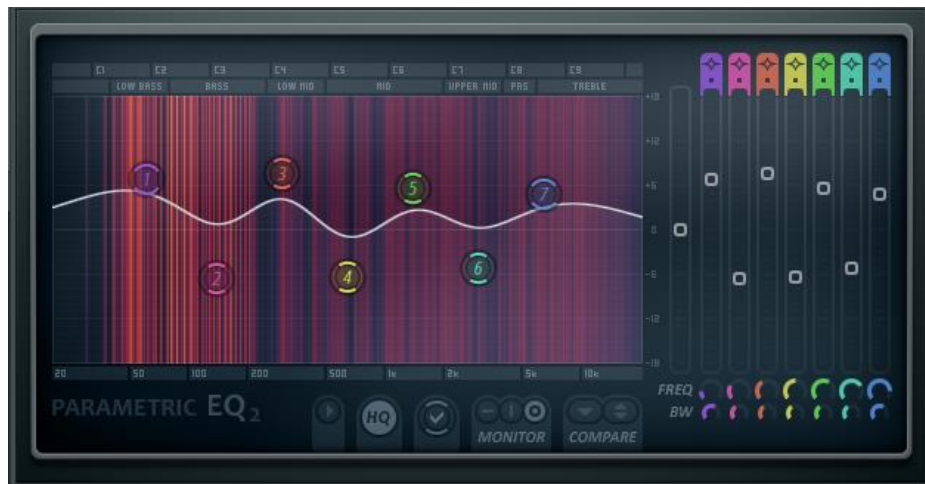 C1 C2 C3 C4 C5 C6 C7 C8 C9
LOW BASS BASS LOW MID MID UPPER MID PRS TREBLE
+18
+12
+6
0
-6
-12
-18
1
2
3
4
5
6
7
20 50 100 200 500 1k 2k 5k 10k
FREQ
BW
PARAMETRIC EQ 2
HQ
MONITOR
COMPARE